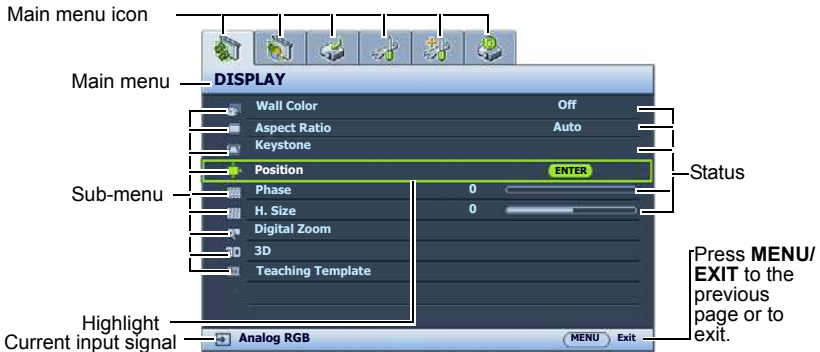 Main menu icon
Main menu
DISPLAY
Wall Color Off
Aspect Ratio Auto
Keystone
Position ENTER
Status
Sub-menu
Phase 0
H. Size 0
Digital Zoom
3D 3D
Teaching Template
Press MENU/
EXIT to the
previous
page or to
exit.
Highlight
Current input signal
Analog RGB MENU Exit